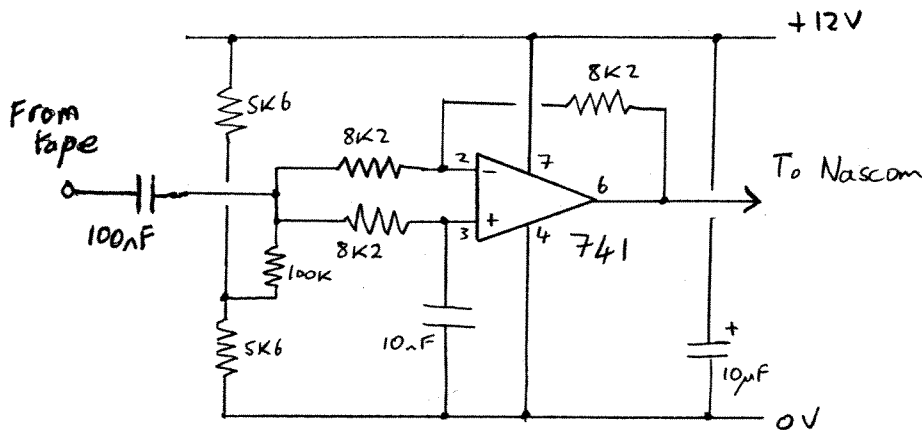 +12V
8K2
5K6
From
tape
8K2
2
7
-
6
To Nascom
100nF
+
3
8K2
4
741
100K
10nF
+
5K6
10μF
0V